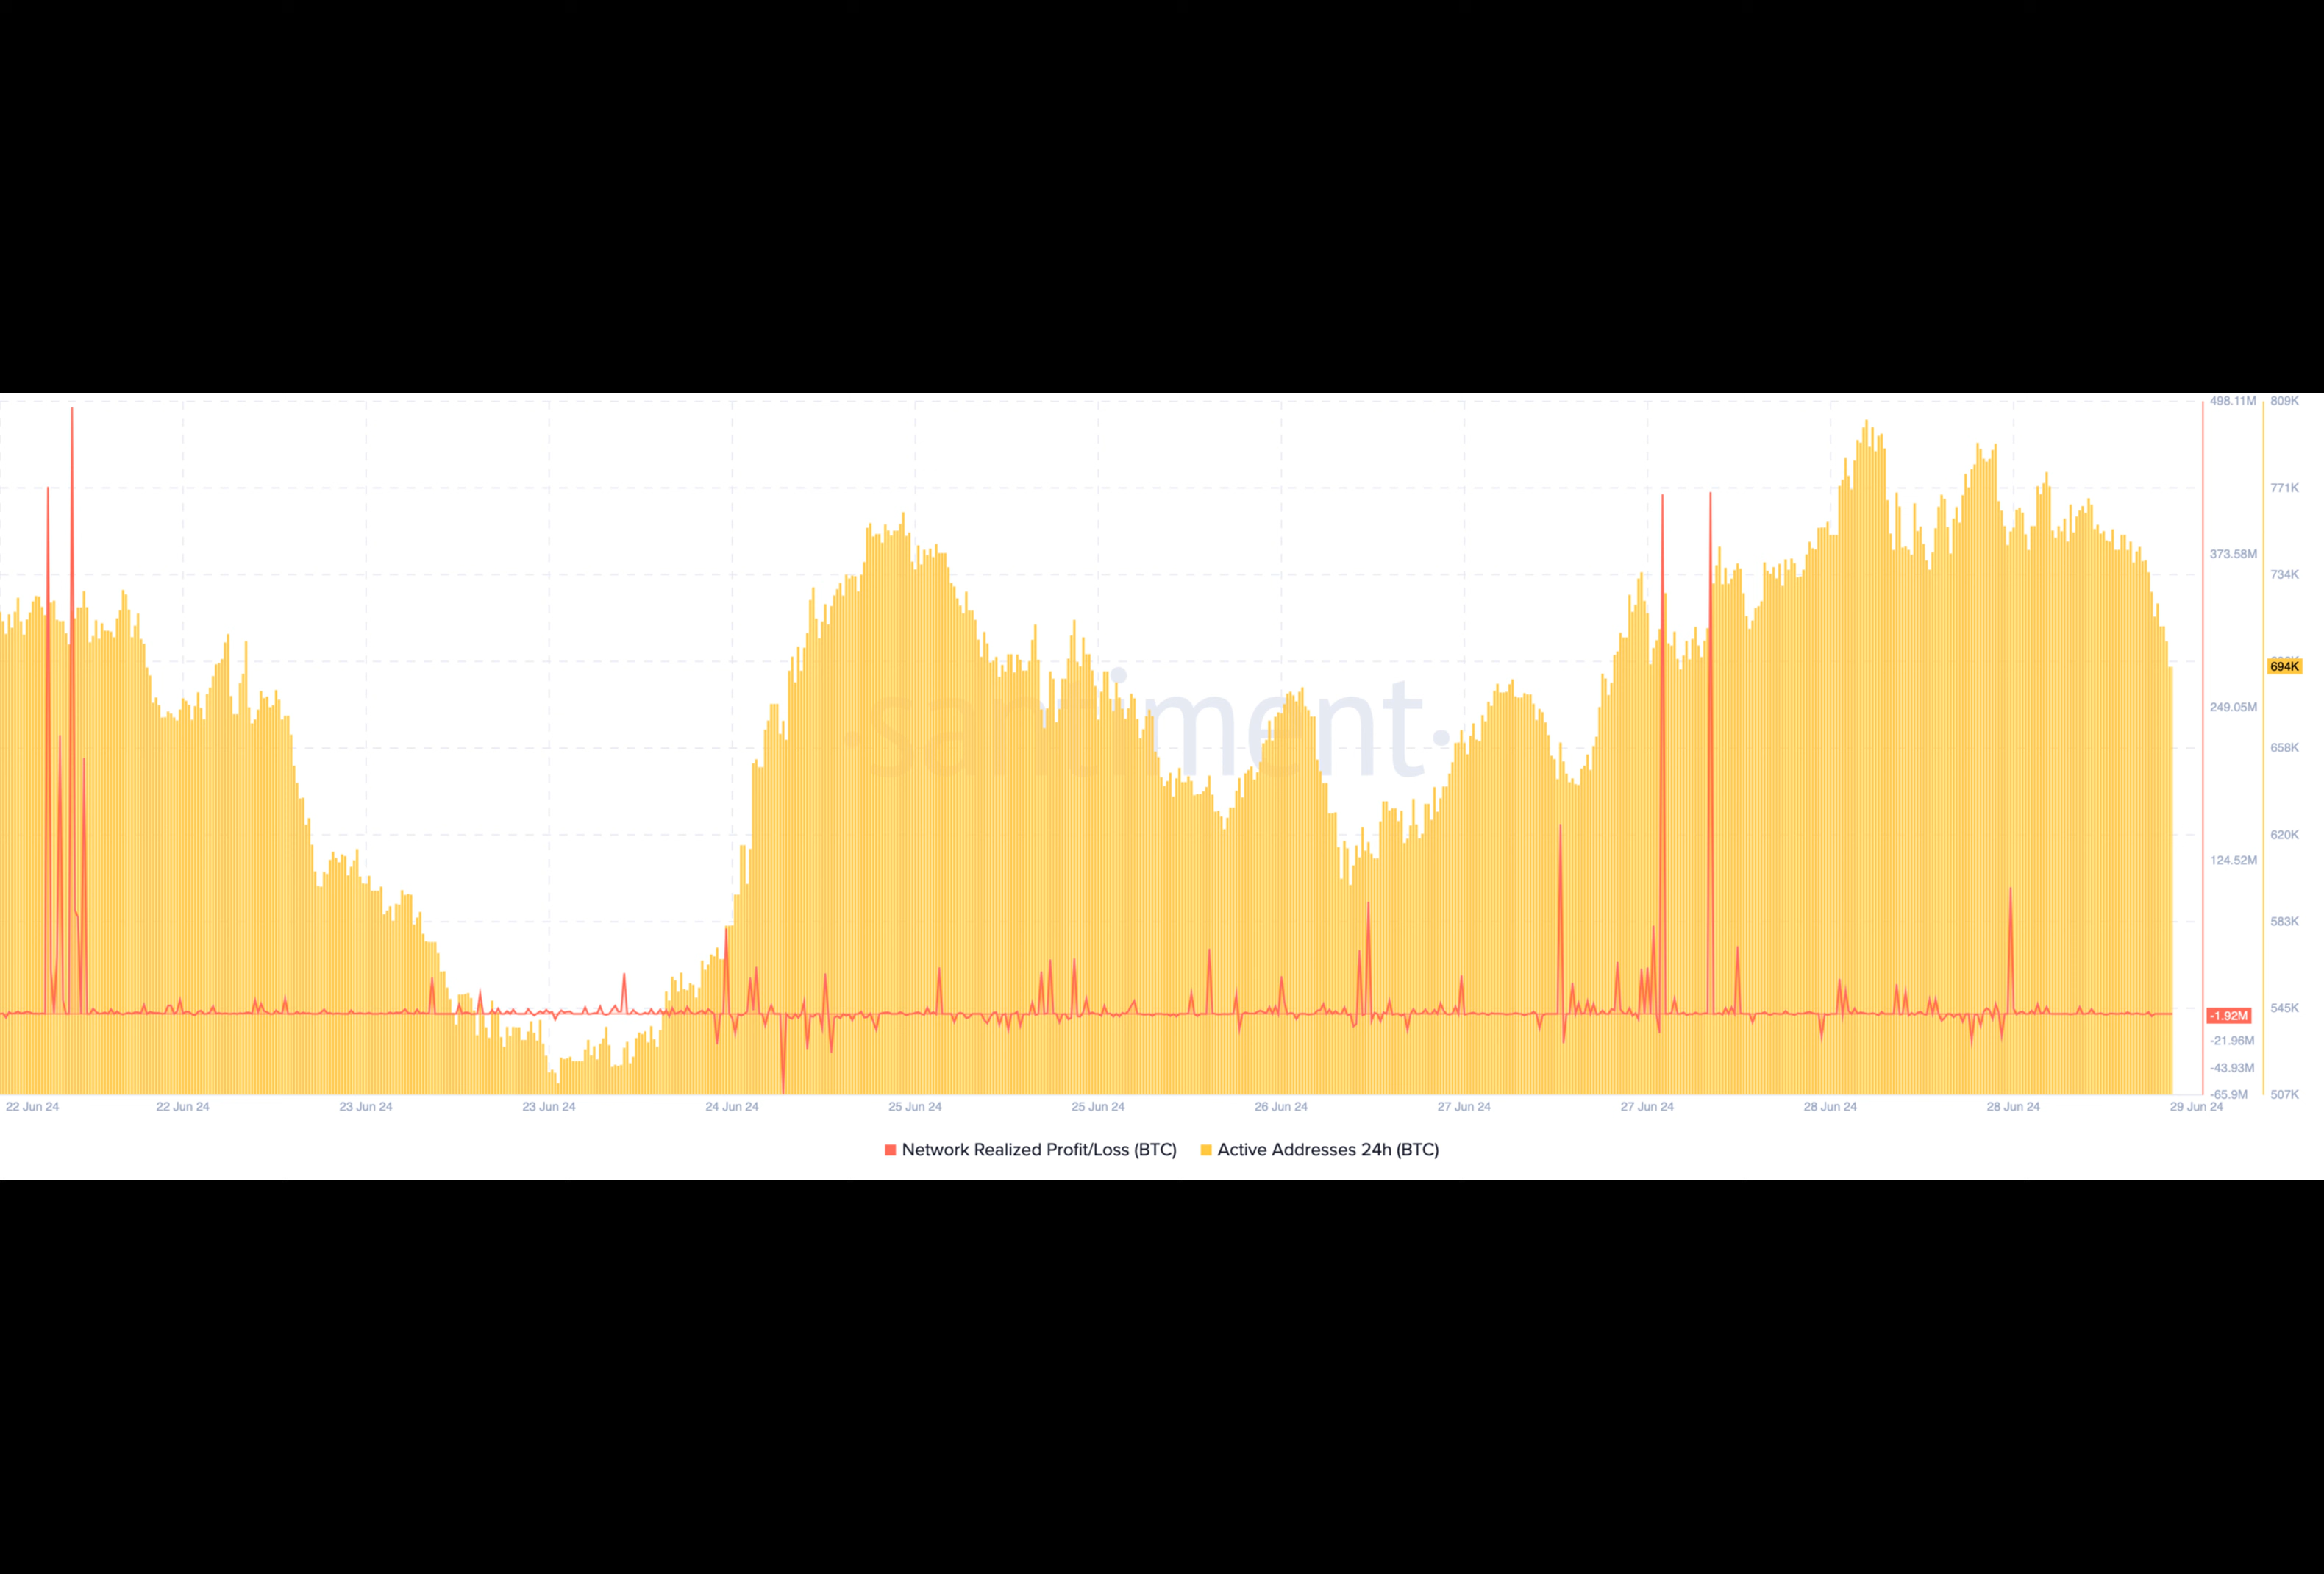 ·santiment·
498.11M 809K
771K
373.58M
734K
694K
249.05M
658K
620K
124.52M
583K
545K
-1.92M
-21.96M
-43.93M
-65.9M 507K
22 Jun 24 22 Jun 24 23 Jun 24 23 Jun 24 24 Jun 24 25 Jun 24 25 Jun 24 26 Jun 24 27 Jun 24 27 Jun 24 28 Jun 24 28 Jun 24 29 Jun 24
Network Realized Profit/Loss (BTC) Active Addresses 24h (BTC)